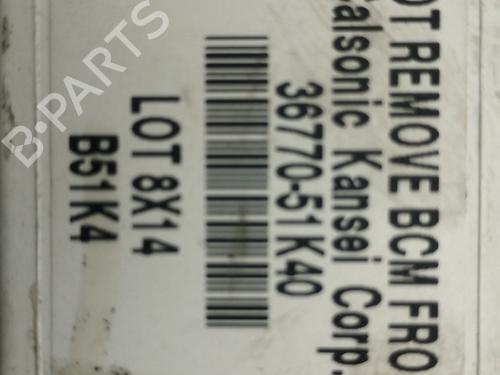 OT REMOVE BCM FRO
alsonic Kansei Corp.
36770-51K40
LOT 8X14
B51K4
B-PARTS